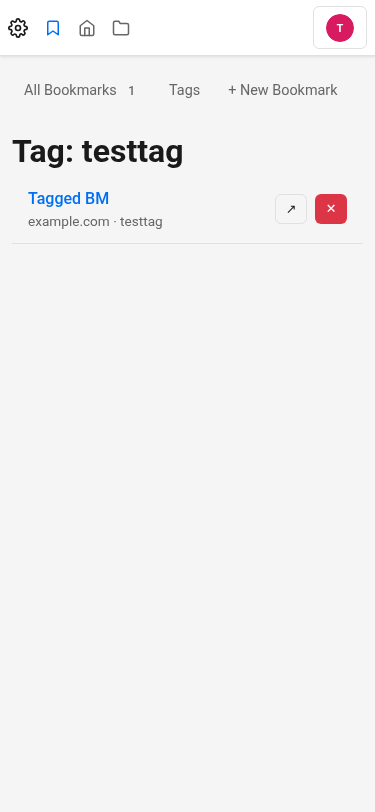 T
All Bookmarks 1 Tags + New Bookmark
Tag: testtag
Tagged BM
example.com · testtag
↗ ✕